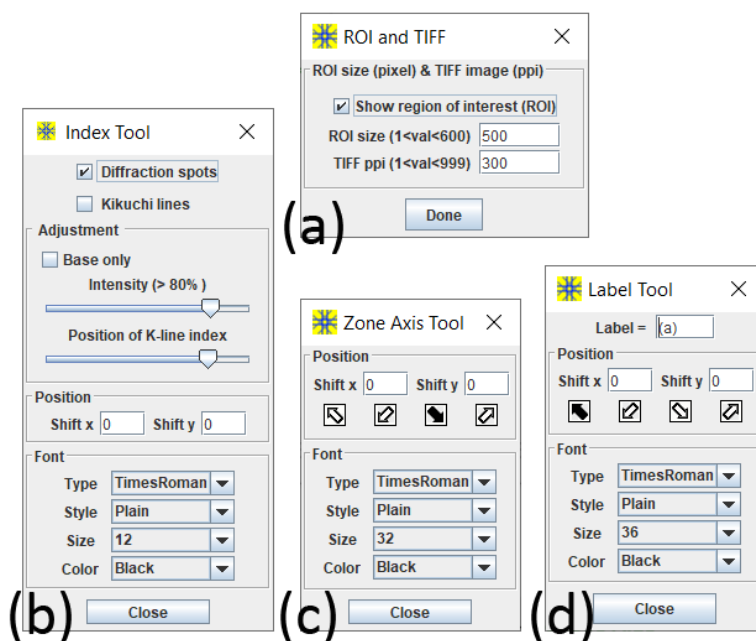 ROI and TIFF
ROI size (pixel) & TIFF image (ppi)
Show region of interest (ROI)
ROI size (1<val<600) 500
TIFF ppi (1<val<999) 300
Done
(a)
Index Tool
Diffraction spots
Kikuchi lines
Adjustment
Base only
Intensity (> 80% )
Position of K-line index
Position
Shift x 0 Shift y 0
Font
Type TimesRoman
Style Plain
Size 12
Color Black
Close
(b)
Zone Axis Tool
Position
Shift x 0 Shift y 0
Font
Type TimesRoman
Style Plain
Size 32
Color Black
Close
(c)
Label Tool
Label = (a)
Position
Shift x 0 Shift y 0
Font
Type TimesRoman
Style Plain
Size 36
Color Black
Close
(d)